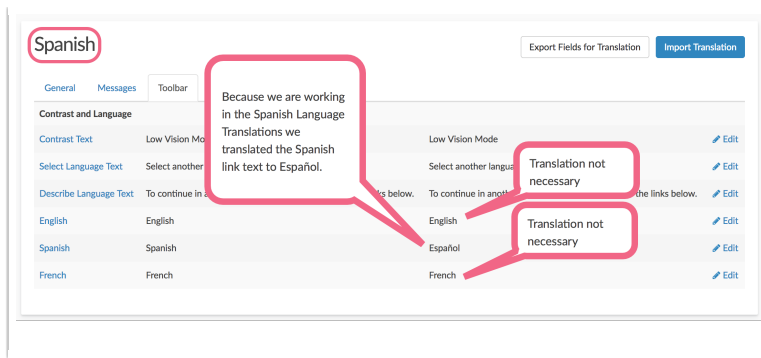 Spanish
Export Fields for Translation
Import Translation
General Messages Toolbar
Contrast and Language
Contrast Text Low Vision Mo Low Vision Mode Edit
Select Language Text Select another Select another langua Edit
Describe Language Text To continue in a ks below. To continue in anoth the links below. Edit
English English English Edit
Spanish Spanish Español Edit
French French French Edit
Because we are working
in the Spanish Language
Translations we
translated the Spanish
link text to Español.
Translation not
necessary
Translation not
necessary